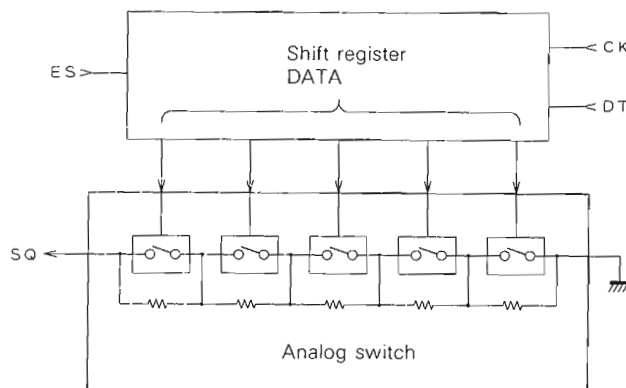 Shift register
DATA
ES
CK
DT
SQ
Analog switch